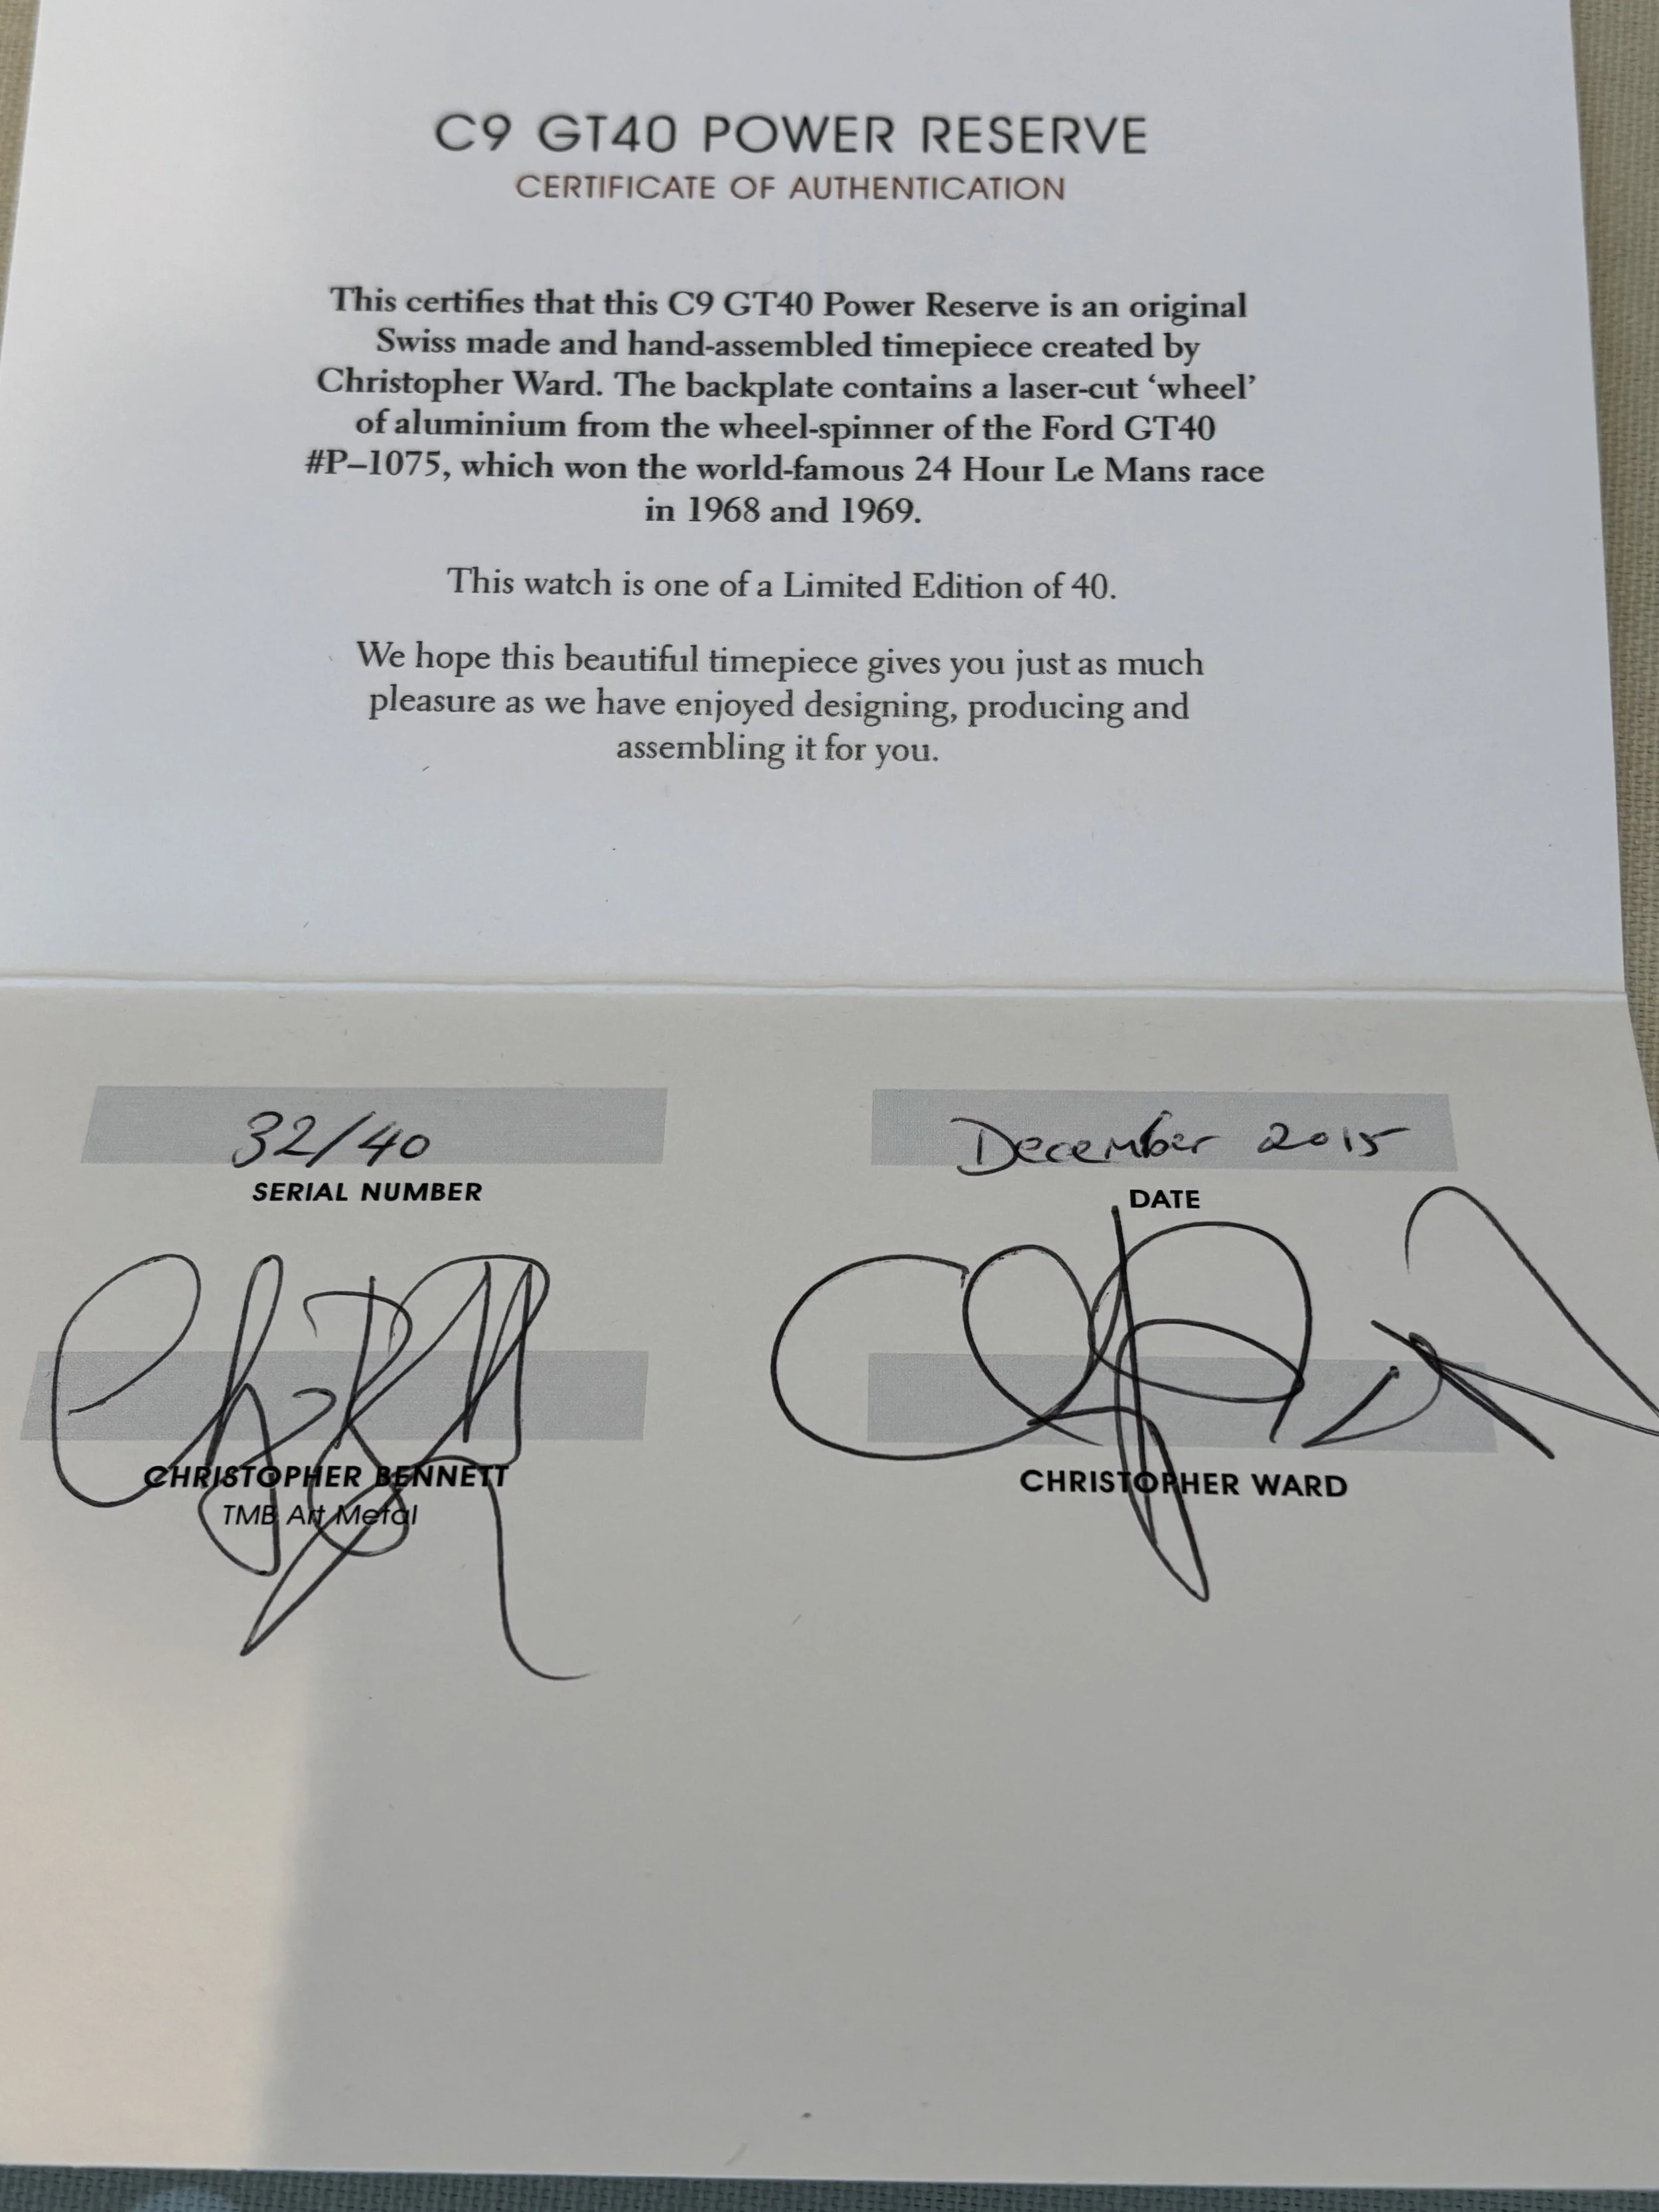 C9 GT40 POWER RESERVE
CERTIFICATE OF AUTHENTICATION
This certifies that this C9 GT40 Power Reserve is an original
Swiss made and hand-assembled timepiece created by
Christopher Ward. The backplate contains a laser-cut ‘wheel’
of aluminium from the wheel-spinner of the Ford GT40
#P–1075, which won the world-famous 24 Hour Le Mans race
in 1968 and 1969.
This watch is one of a Limited Edition of 40.
We hope this beautiful timepiece gives you just as much
pleasure as we have enjoyed designing, producing and
assembling it for you.
32/40
SERIAL NUMBER
December 2015
DATE
CHRISTOPHER BENNETT
TMB Art Metal
CHRISTOPHER WARD